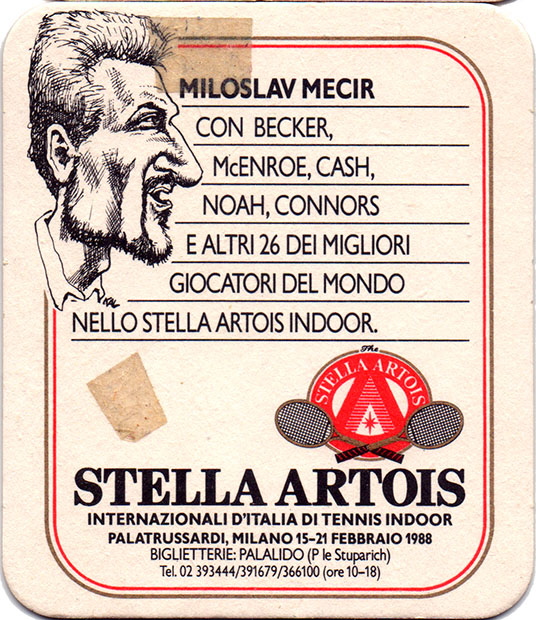 MILOSLAV MECIR
CON BECKER,
McENROE, CASH,
NOAH, CONNORS
E ALTRI 26 DEI MIGLIORI
GIOCATORI DEL MONDO
NELLO STELLA ARTOIS INDOOR.
KAL
The
STELLA ARTOIS
STELLA ARTOIS
INTERNAZIONALI D'ITALIA DI TENNIS INDOOR
PALATRUSSARDI, MILANO 15-21 FEBBRAIO 1988
BIGLIETTERIE: PALALIDO (P le Stuparich)
Tel. 02 393444/391679/366100 (ore 10-18)